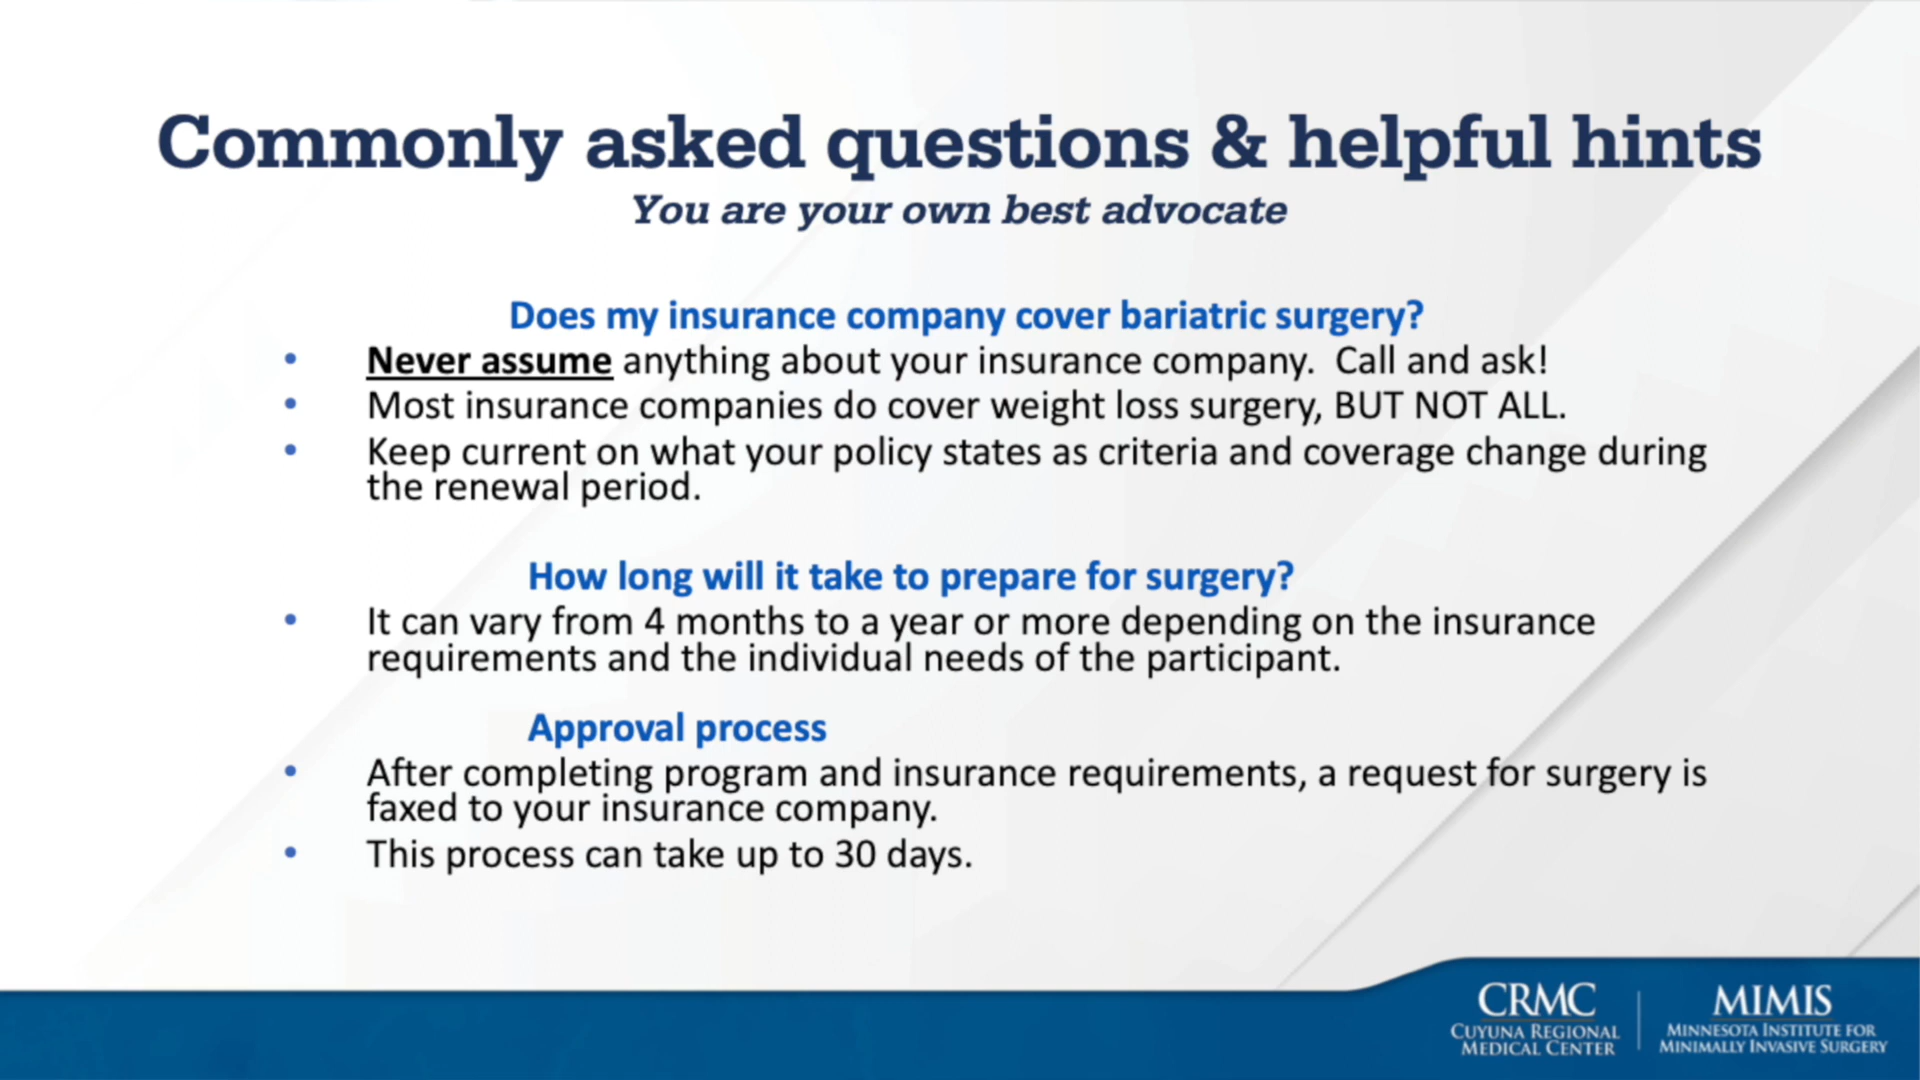 Commonly asked questions & helpful hints
You are your own best advocate
Does my insurance company cover bariatric surgery?
• Never assume anything about your insurance company.  Call and ask!
• Most insurance companies do cover weight loss surgery, BUT NOT ALL.
• Keep current on what your policy states as criteria and coverage change during
the renewal period.
How long will it take to prepare for surgery?
• It can vary from 4 months to a year or more depending on the insurance
requirements and the individual needs of the participant.
Approval process
• After completing program and insurance requirements, a request for surgery is
faxed to your insurance company.
• This process can take up to 30 days.
CRMC
CUYUNA REGIONAL
MEDICAL CENTER
MIMIS
MINNESOTA INSTITUTE FOR
MINIMALLY INVASIVE SURGERY